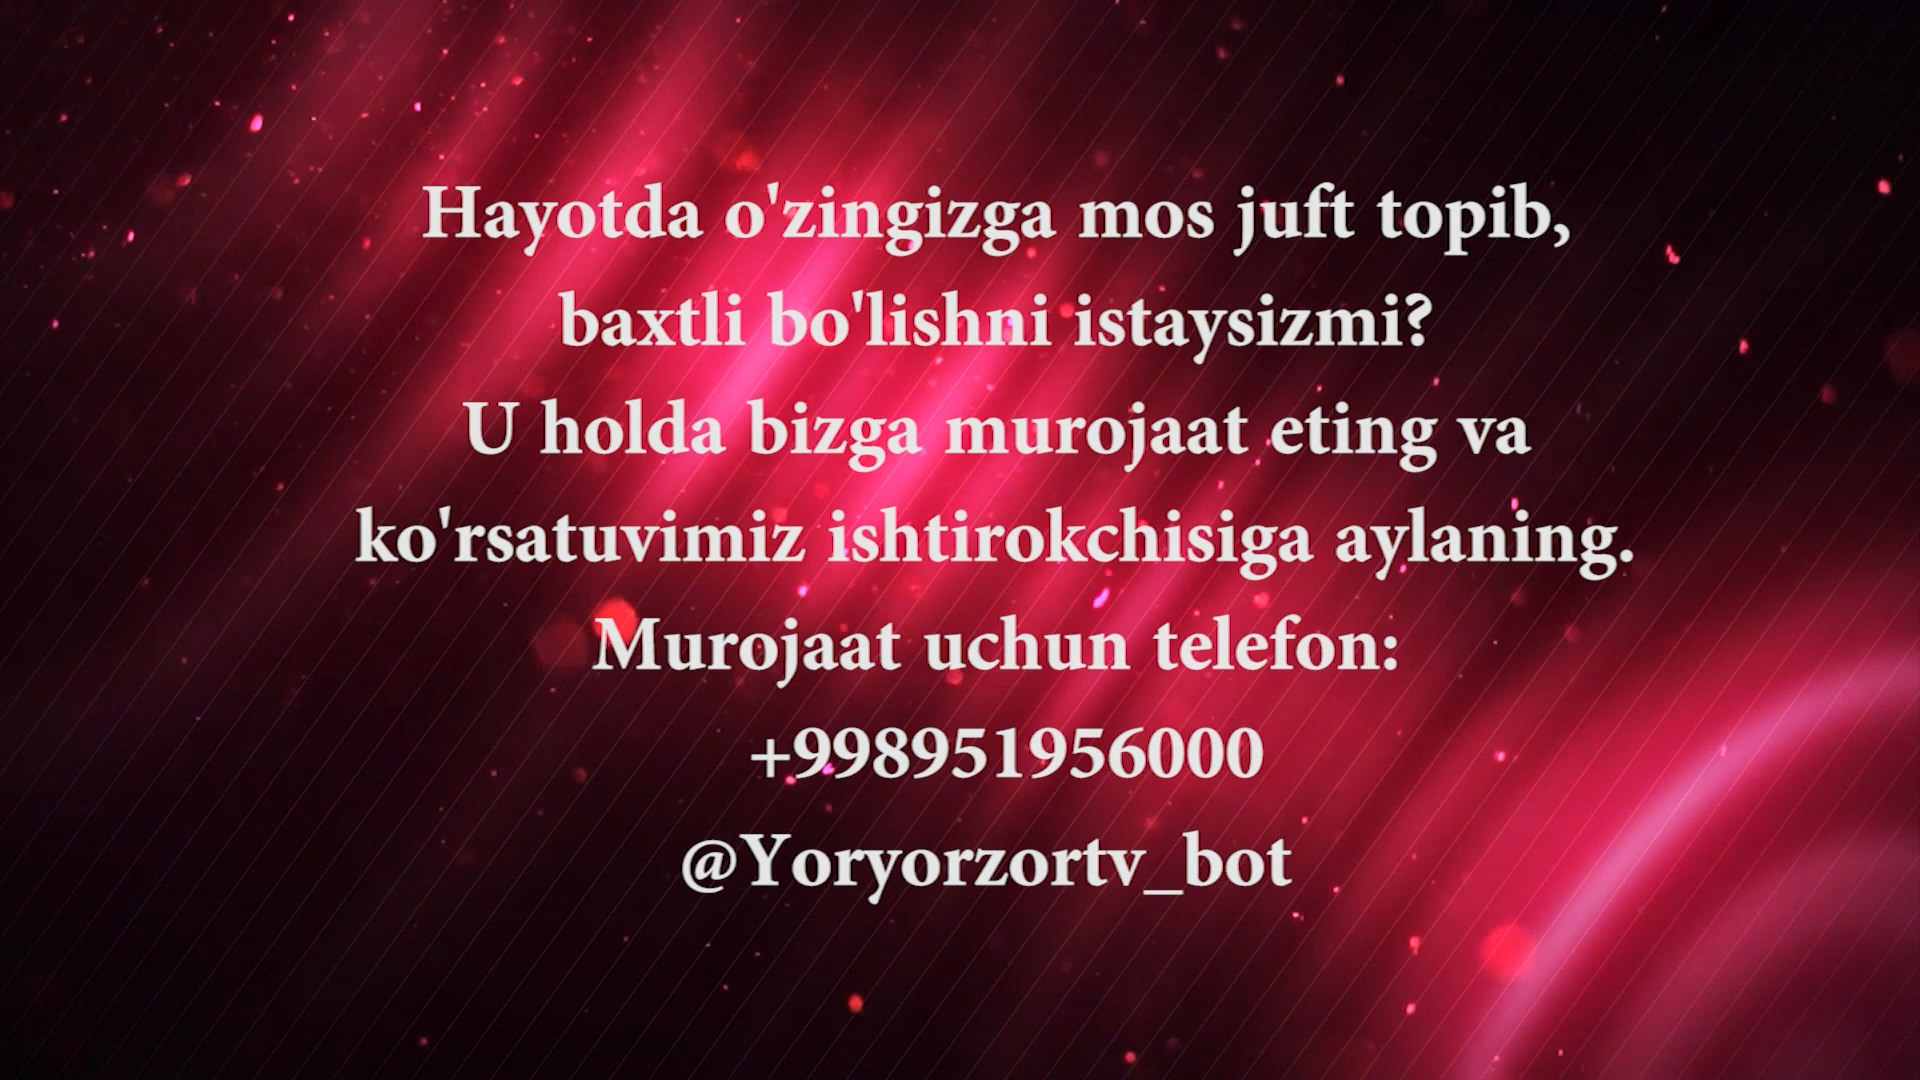 Hayotda o'zingizga mos juft topib,
baxtli bo'lishni istaysizmi?
U holda bizga murojaat eting va
ko'rsatuvimiz ishtirokchisiga aylaning.
Murojaat uchun telefon:
+998951956000
@Yoryorzortv_bot